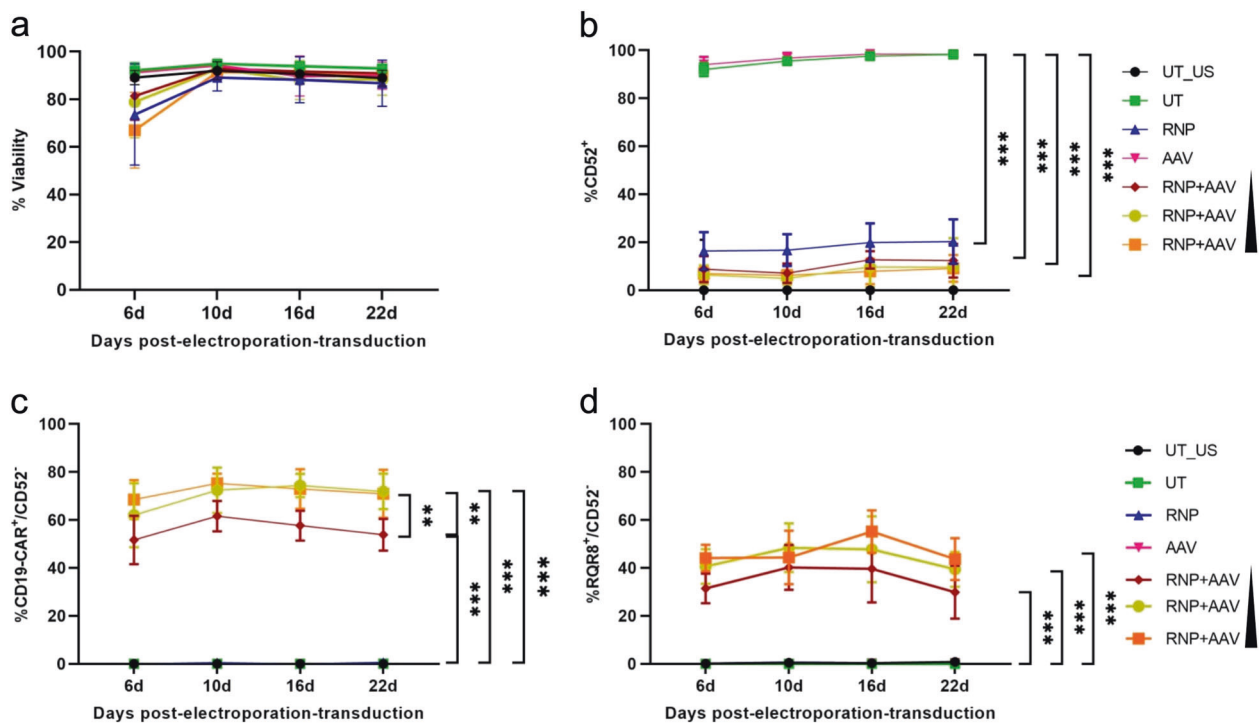 a
% Viability
100
80
60
40
20
0
6d 10d 16d 22d
Days post-electroporation-transduction
b
%CD52+
100
80
60
40
20
0
6d 10d 16d 22d
Days post-electroporation-transduction
***
***
***
***
UT_US
UT
RNP
AAV
RNP+AAV
RNP+AAV
RNP+AAV
c
%CD19-CAR+/CD52-
100
80
60
40
20
0
6d 10d 16d 22d
Days post-electroporation-transduction
**
**
***
***
***
d
%RQR8+/CD52-
100
80
60
40
20
0
6d 10d 16d 22d
Days post-electroporation-transduction
***
***
***
UT_US
UT
RNP
AAV
RNP+AAV
RNP+AAV
RNP+AAV